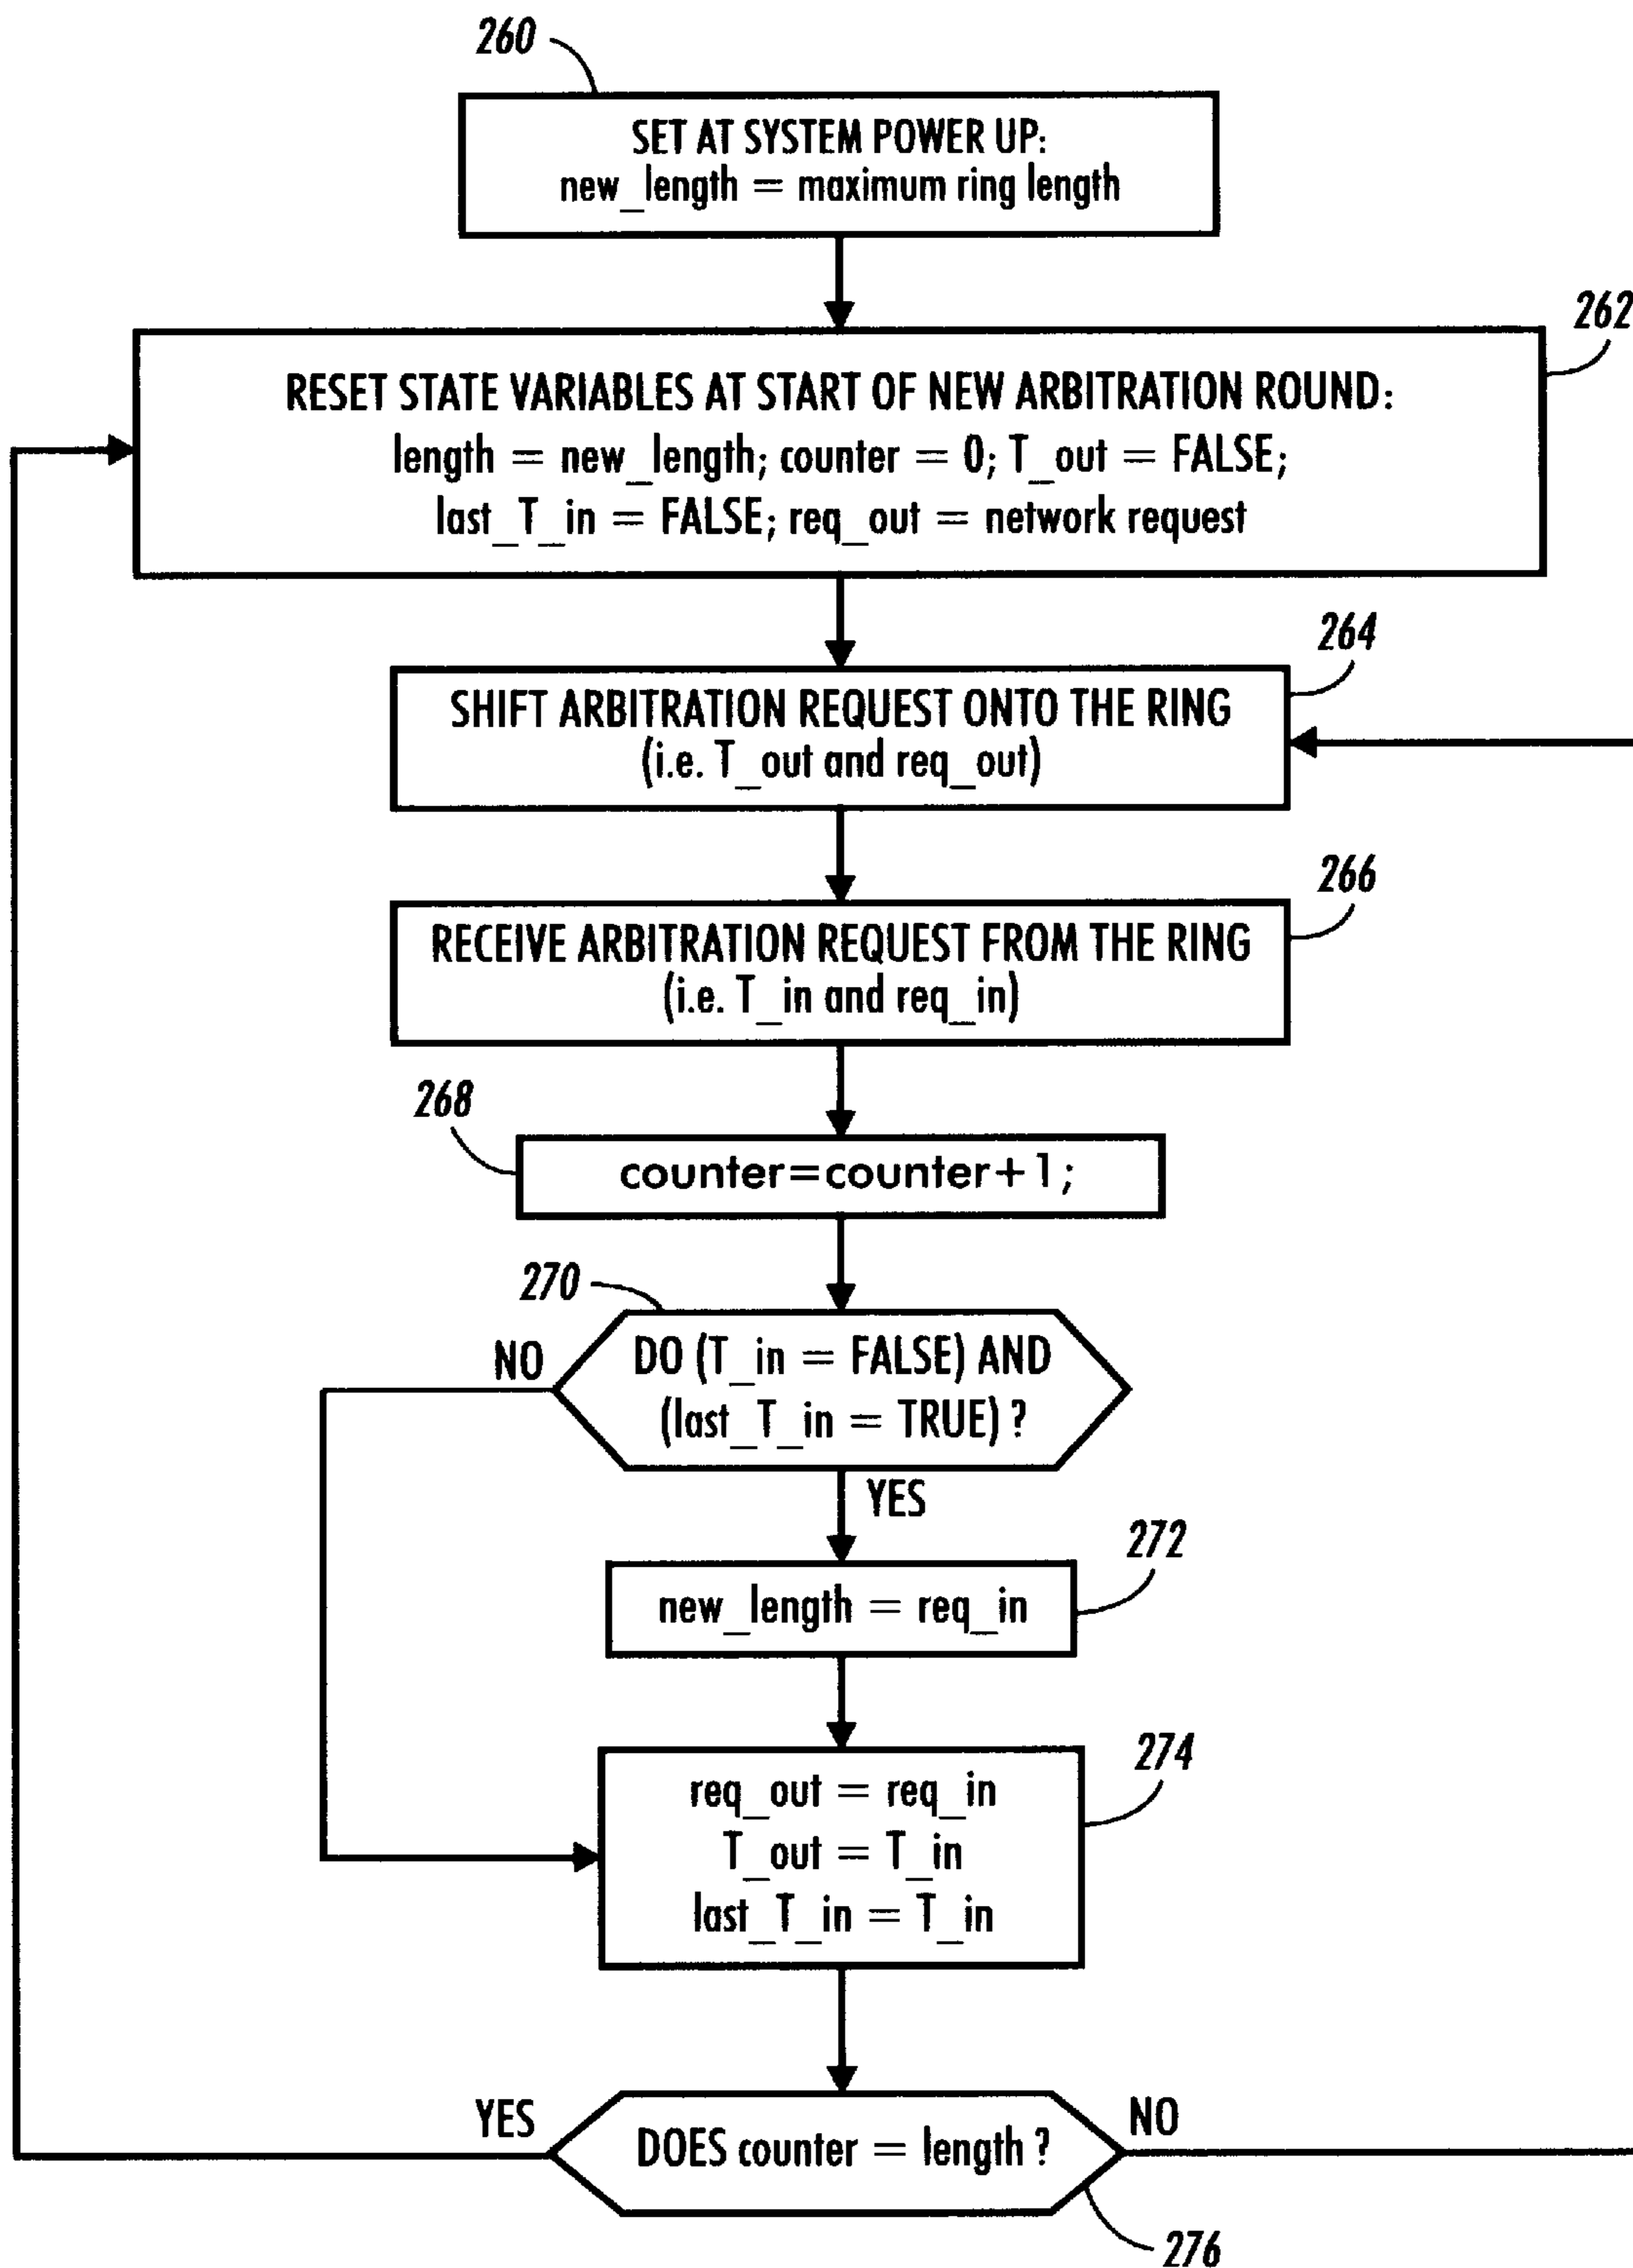 260
SET AT SYSTEM POWER UP:
new_length = maximum ring length
262
RESET STATE VARIABLES AT START OF NEW ARBITRATION ROUND:
length = new_length; counter = 0; T_out = FALSE;
last_T_in = FALSE; req_out = network request
264
SHIFT ARBITRATION REQUEST ONTO THE RING
(i.e. T_out and req_out)
266
RECEIVE ARBITRATION REQUEST FROM THE RING
(i.e. T_in and req_in)
268
counter=counter+1;
270
NO
DO (T_in = FALSE) AND
(last_T_in = TRUE) ?
YES
272
new_length = req_in
274
req_out = req_in
T_out = T_in
last_T_in = T_in
YES
NO
DOES counter = length ?
276